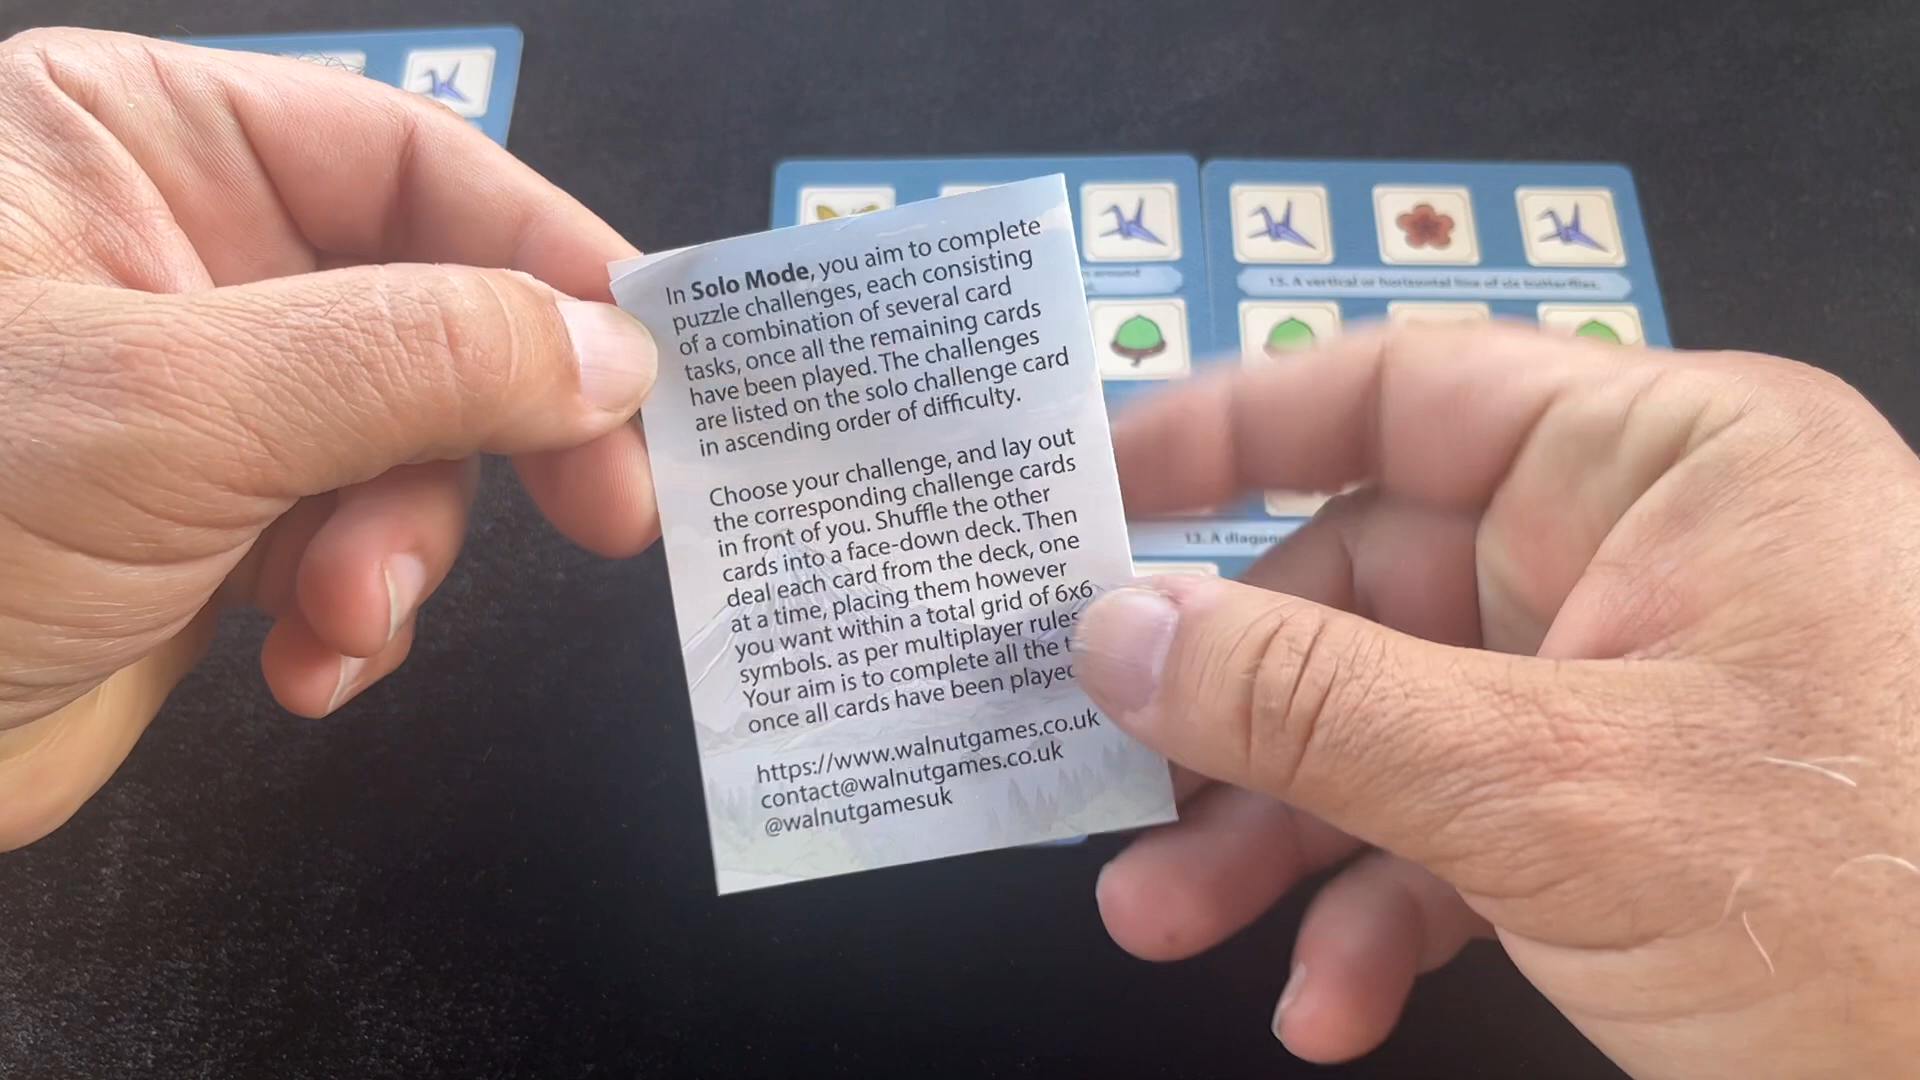 In Solo Mode, you aim to complete
puzzle challenges, each consisting
of a combination of several card
tasks, once all the remaining cards
have been played. The challenges
are listed on the solo challenge card
in ascending order of difficulty.
Choose your challenge, and lay out
the corresponding challenge cards
in front of you. Shuffle the other
cards into a face-down deck. Then
deal each card from the deck, one
at a time, placing them however
you want within a total grid of 6x6
symbols. as per multiplayer rules
Your aim is to complete all the t
once all cards have been played
https://www.walnutgames.co.uk
contact@walnutgames.co.uk
@walnutgamesuk
around
15. A vertical or horizontal line of six butterflies.
13. A diagon